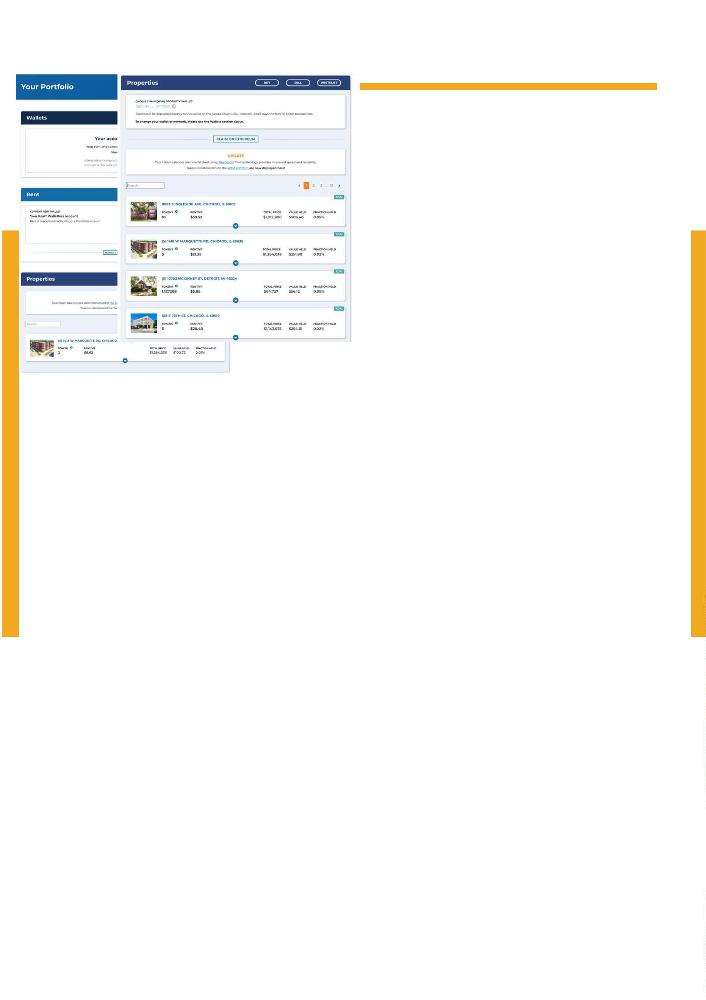 Your Portfolio
Wallets
Your acco
Your rent and token
View
Interested in moving to a
Just start a chat with us
Rent
CURRENT RENT WALLET
Your RealT Walletless account
Rent is deposited directly into your Walletless account.
MANAGE
Properties
Your token balances are now fetched using The G
Tokens collateralized on the
Search...
(S) 1418 W MARQUETTE RD, CHICAGO,
TOKENS RENT/YR TOTAL PRICE VALUE HELD FRACTION HELD
2 $8.62 $1,264,036 $100.72 0.01%
Properties BUY SELL WHITELIST
GNOSIS CHAIN (XDAI) PROPERTY WALLET
0xDc95...0779B5
Tokens will be deposited directly to this wallet on the Gnosis Chain (xDai) network. RealT pays the fees for these transactions.
To change your wallet or network, please use the Wallets section above.
CLAIM ON ETHEREUM
UPDATE
Your token balances are now fetched using The Graph! This technology provides improved speed and reliability.
Tokens collateralized on the RMM platform are now displayed here!
Search... 1 2 3 ... 12
XDAI
8003 S INGLESIDE AVE, CHICAGO, IL 60619
TOKENS RENT/YR TOTAL PRICE VALUE HELD FRACTION HELD
10 $39.52 $1,012,800 $506.40 0.05%
XDAI
(S) 1418 W MARQUETTE RD, CHICAGO, IL 60636
TOKENS RENT/YR TOTAL PRICE VALUE HELD FRACTION HELD
5 $21.55 $1,264,036 $251.80 0.02%
XDAI
(S) 10703 MCKINNEY ST, DETROIT, MI 48224
TOKENS RENT/YR TOTAL PRICE VALUE HELD FRACTION HELD
1.127208 $5.85 $64,727 $56.12 0.09%
XDAI
618 E 79TH ST, CHICAGO, IL 60619
TOKENS RENT/YR TOTAL PRICE VALUE HELD FRACTION HELD
5 $20.40 $1,143,675 $254.15 0.02%